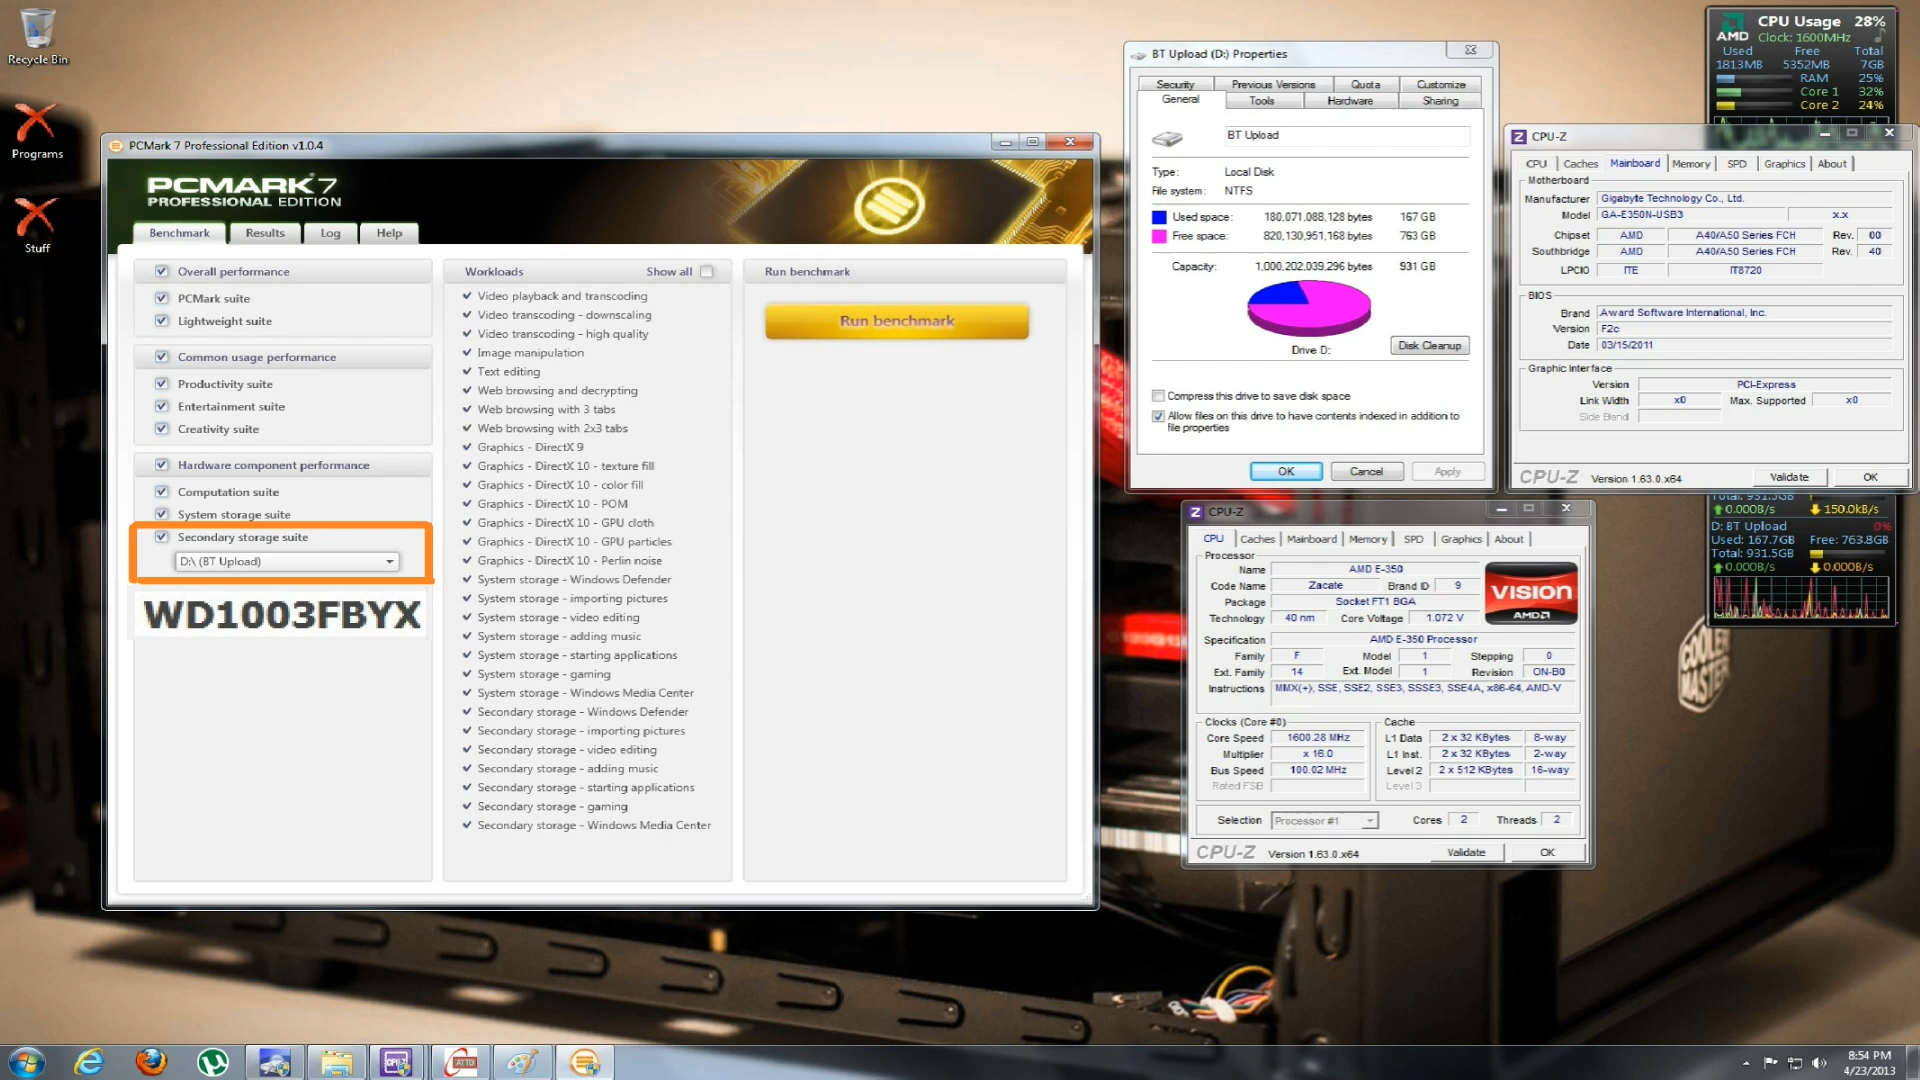 Recycle Bin
Programs
Stuff
PCMark 7 Professional Edition v1.0.4
PCMARK 7
PROFESSIONAL EDITION
Benchmark Results Log Help
Overall performance
PCMark suite
Lightweight suite
Common usage performance
Productivity suite
Entertainment suite
Creativity suite
Hardware component performance
Computation suite
System storage suite
Secondary storage suite
D:\ (BT Upload)
WD1003FBYX
Workloads Show all
Video playback and transcoding
Video transcoding - downscaling
Video transcoding - high quality
Image manipulation
Text editing
Web browsing and decrypting
Web browsing with 3 tabs
Web browsing with 2x3 tabs
Graphics - DirectX 9
Graphics - DirectX 10 - texture fill
Graphics - DirectX 10 - color fill
Graphics - DirectX 10 - POM
Graphics - DirectX 10 - GPU cloth
Graphics - DirectX 10 - GPU particles
Graphics - DirectX 10 - Perlin noise
System storage - Windows Defender
System storage - importing pictures
System storage - video editing
System storage - adding music
System storage - starting applications
System storage - gaming
System storage - Windows Media Center
Secondary storage - Windows Defender
Secondary storage - importing pictures
Secondary storage - video editing
Secondary storage - adding music
Secondary storage - starting applications
Secondary storage - gaming
Secondary storage - Windows Media Center
Run benchmark
Run benchmark
BT Upload (D:) Properties
Security Previous Versions Quota Customize
General Tools Hardware Sharing
BT Upload
Type: Local Disk
File system: NTFS
Used space: 180,071,088,128 bytes 167 GB
Free space: 820,130,951,168 bytes 763 GB
Capacity: 1,000,202,039,296 bytes 931 GB
Drive D: Disk Cleanup
Compress this drive to save disk space
Allow files on this drive to have contents indexed in addition to
file properties
OK Cancel Apply
AMD CPU Usage 28%
Clock: 1600MHz
Used Free Total
1813MB 5352MB 7GB
RAM 25%
Core 1 32%
Core 2 24%
CPU-Z
CPU Caches Mainboard Memory SPD Graphics About
Motherboard
Manufacturer Gigabyte Technology Co., Ltd.
Model GA-E350N-USB3 x.x
Chipset AMD A40/A50 Series FCH Rev. 00
Southbridge AMD A40/A50 Series FCH Rev. 40
LPCIO ITE IT8720
BIOS
Brand Award Software International, Inc.
Version F2c
Date 03/15/2011
Graphic Interface
Version PCI-Express
Link Width x0 Max. Supported x0
Side Band
CPU-Z Version 1.63.0.x64 Validate OK
Total: 931.5GB
0.000B/s 150.0kB/s
D: BT Upload 0%
Used: 167.7GB Free: 763.8GB
Total: 931.5GB
0.000B/s 0.000B/s
CPU-Z
CPU Caches Mainboard Memory SPD Graphics About
Processor
Name AMD E-350
Code Name Zacate Brand ID 9
Package Socket FT1 BGA
Technology 40 nm Core Voltage 1.072 V
VISION
AMD
Specification AMD E-350 Processor
Family F Model 1 Stepping 0
Ext. Family 14 Ext. Model 1 Revision ON-B0
Instructions MMX(+), SSE, SSE2, SSE3, SSSE3, SSE4A, x86-64, AMD-V
Clocks (Core #0)
Core Speed 1600.28 MHz
Multiplier x 16.0
Bus Speed 100.02 MHz
Rated FSB
Cache
L1 Data 2 x 32 KBytes 8-way
L1 Inst. 2 x 32 KBytes 2-way
Level 2 2 x 512 KBytes 16-way
Level 3
Selection Processor #1 Cores 2 Threads 2
CPU-Z Version 1.63.0.x64 Validate OK
COOLER
MASTER
CPU-Z
ATTO
8:54 PM
4/23/2013